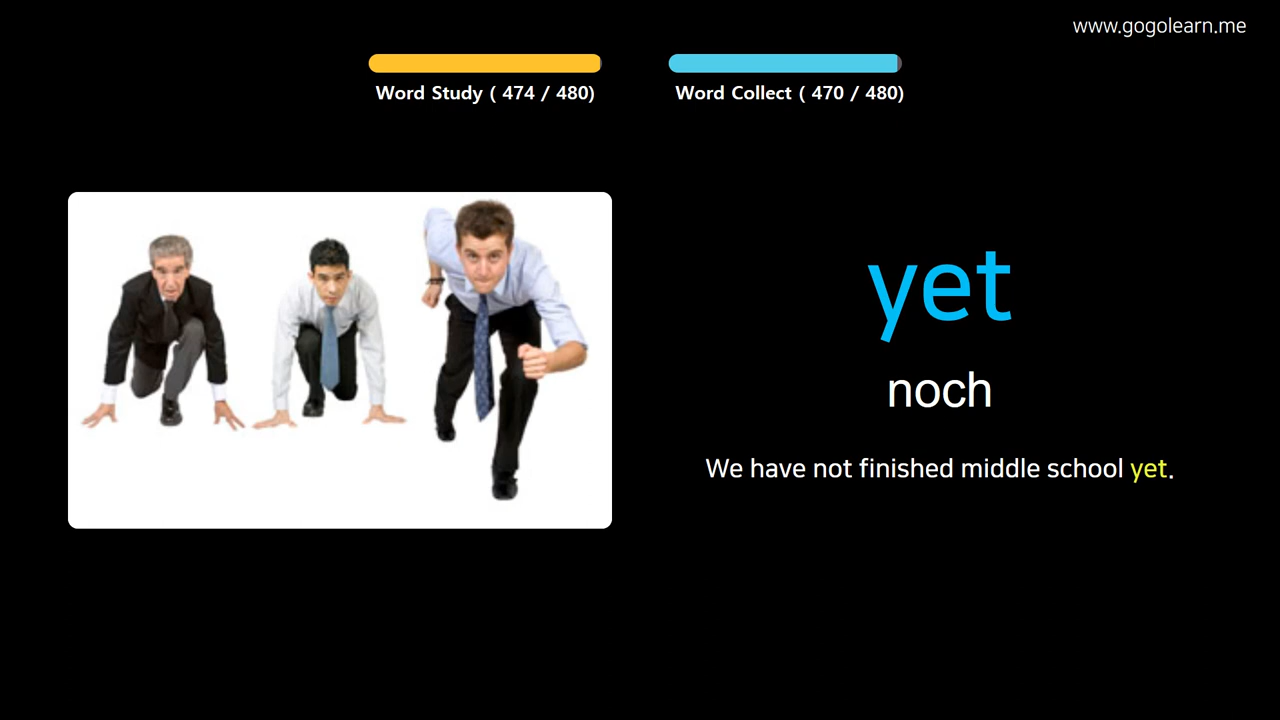 www.gogolearn.me
Word Study ( 474 / 480)
Word Collect ( 470 / 480)
yet
noch
We have not finished middle school yet.